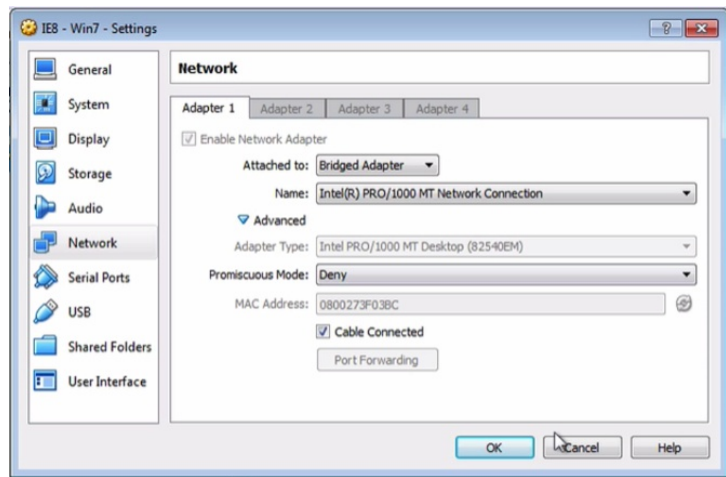 IE8 - Win7 - Settings
General
System
Display
Storage
Audio
Network
Serial Ports
USB
Shared Folders
User Interface
Network
Adapter 1 Adapter 2 Adapter 3 Adapter 4
Enable Network Adapter
Attached to: Bridged Adapter
Name: Intel(R) PRO/1000 MT Network Connection
Advanced
Adapter Type: Intel PRO/1000 MT Desktop (82540EM)
Promiscuous Mode: Deny
MAC Address: 0800273F03BC
Cable Connected
Port Forwarding
OK Cancel Help